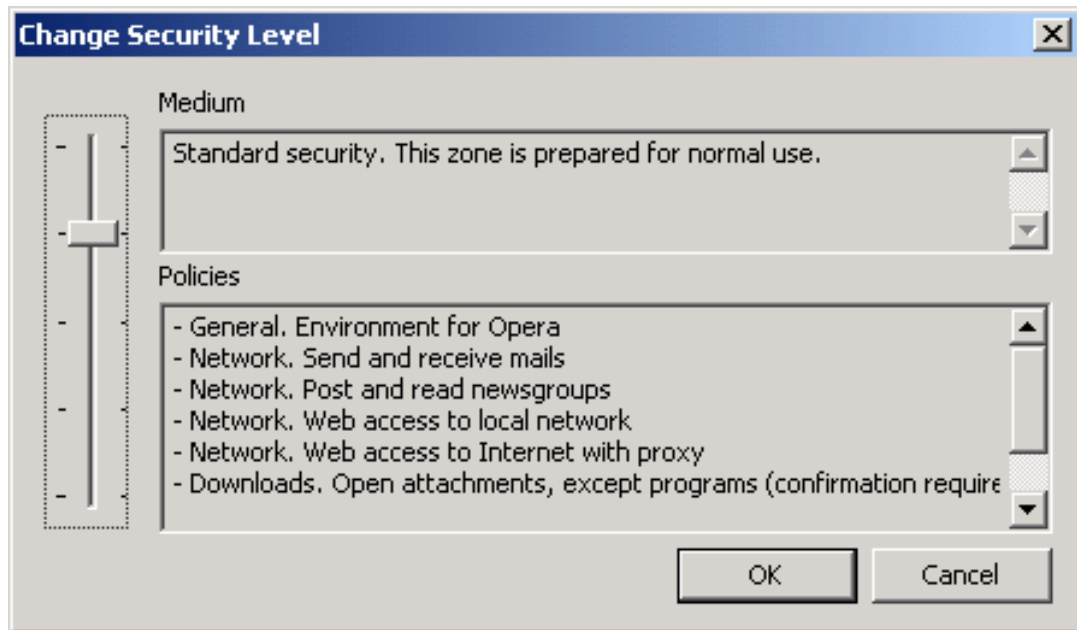 Change Security Level
Medium
Standard security. This zone is prepared for normal use.
Policies
- General. Environment for Opera
- Network. Send and receive mails
- Network. Post and read newsgroups
- Network. Web access to local network
- Network. Web access to Internet with proxy
- Downloads. Open attachments, except programs (confirmation require
OK
Cancel